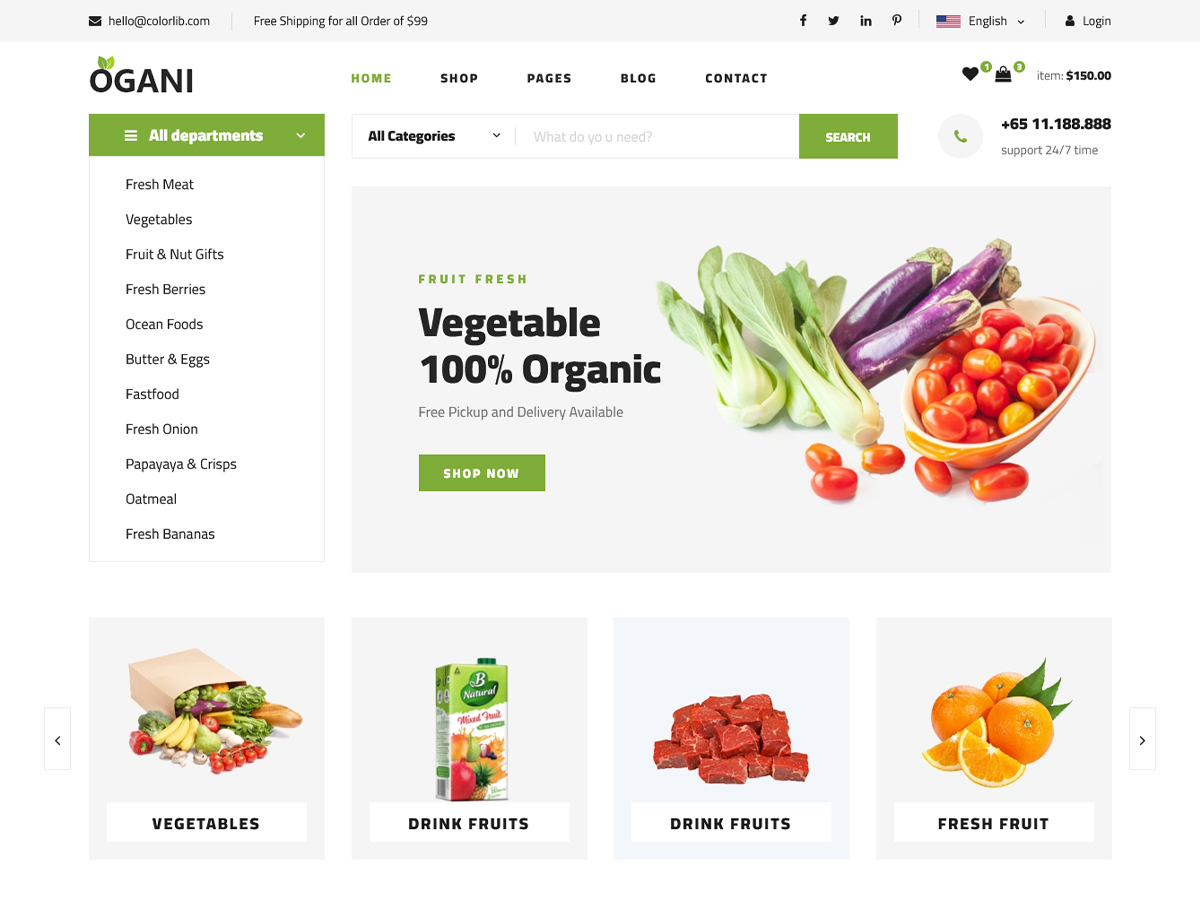 hello@colorlib.com
Free Shipping for all Order of $99
English
Login
OGANI
HOME
SHOP
PAGES
BLOG
CONTACT
1
3
item: $150.00
All departments
All Categories
What do yo u need?
SEARCH
+65 11.188.888
support 24/7 time
Fresh Meat
Vegetables
Fruit & Nut Gifts
Fresh Berries
Ocean Foods
Butter & Eggs
Fastfood
Fresh Onion
Papayaya & Crisps
Oatmeal
Fresh Bananas
FRUIT FRESH
Vegetable
100% Organic
Free Pickup and Delivery Available
SHOP NOW
B
Natural
Mixed Fruit
VEGETABLES
DRINK FRUITS
DRINK FRUITS
FRESH FRUIT